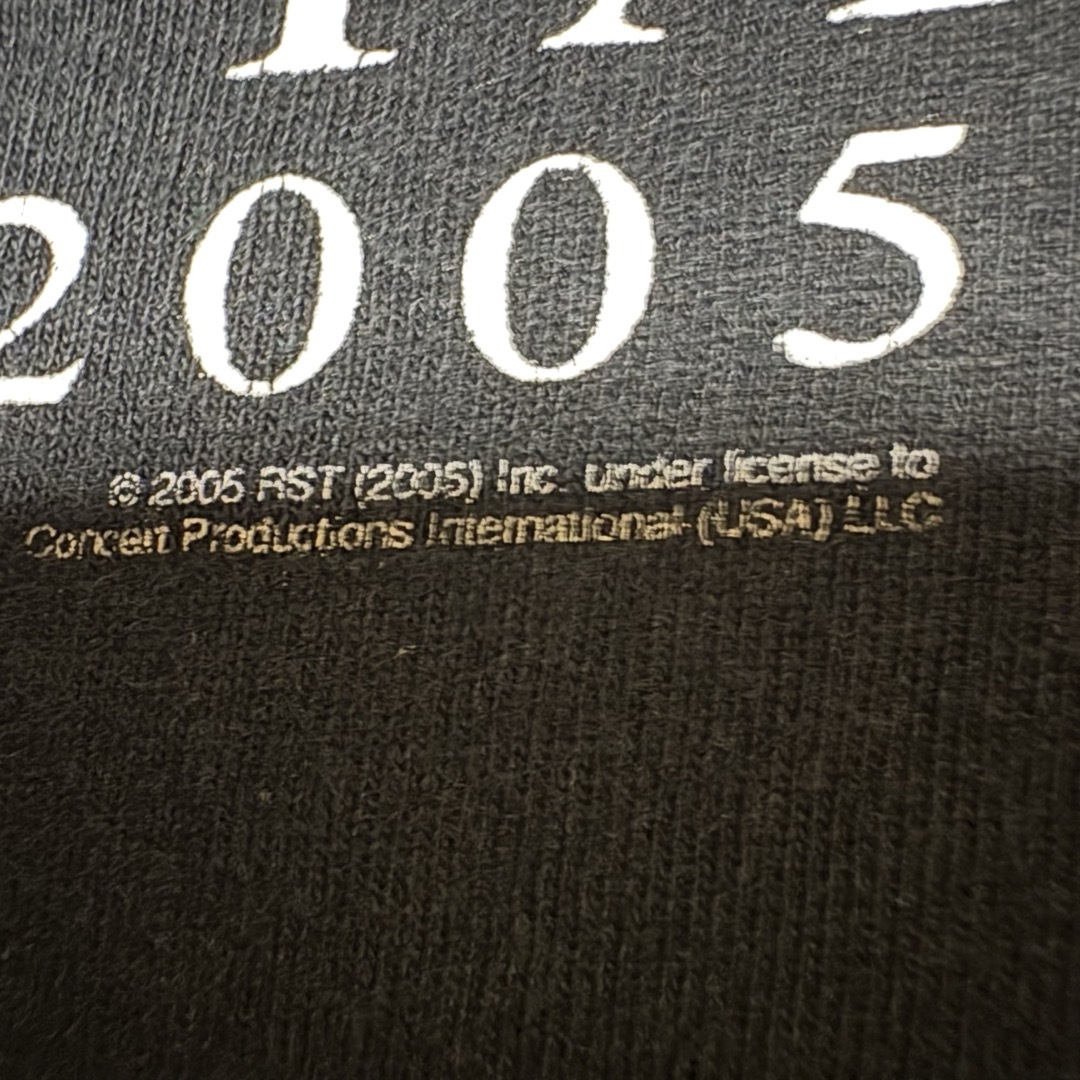 2005
© 2005 RST (2005) Inc. under license to
Concert Productions International (USA) LLC